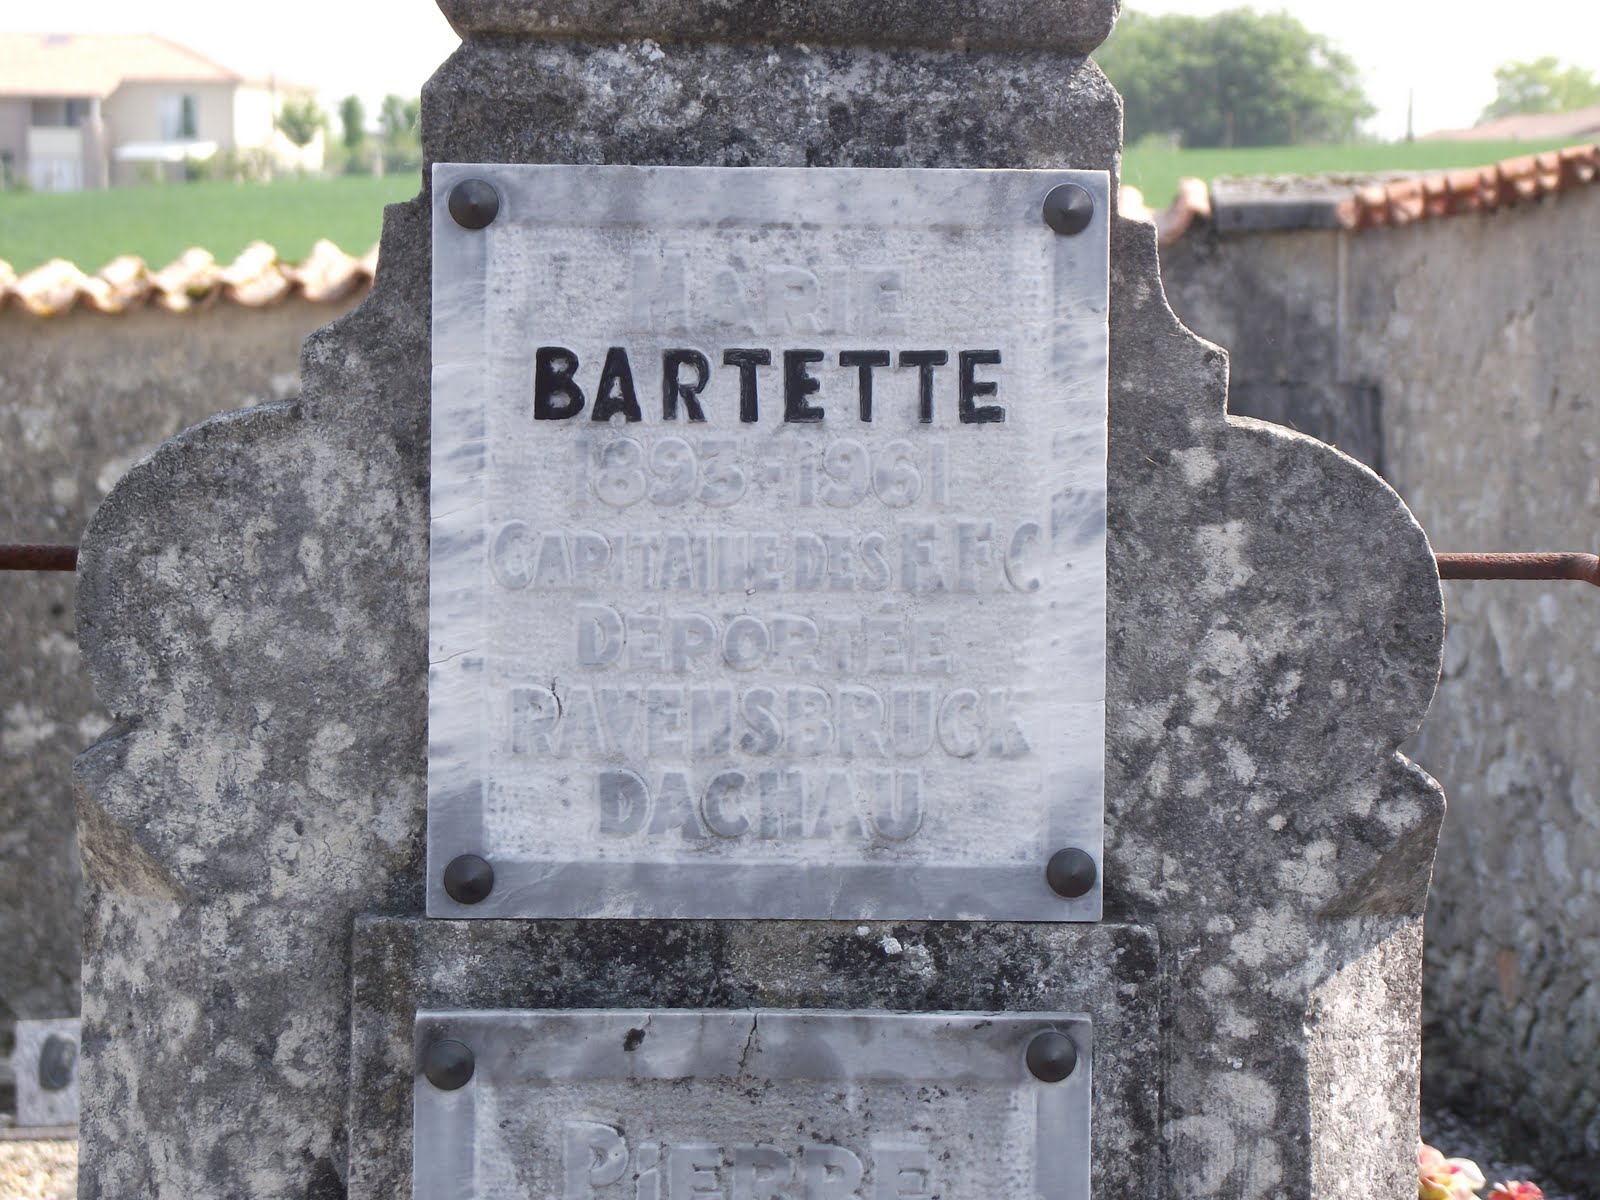 MARIE
BARTETTE
1893-1961
CAPITAINE DES F.F.C
DÉPORTÉE
RAVENSBRUCK
DACHAU
PIERRE